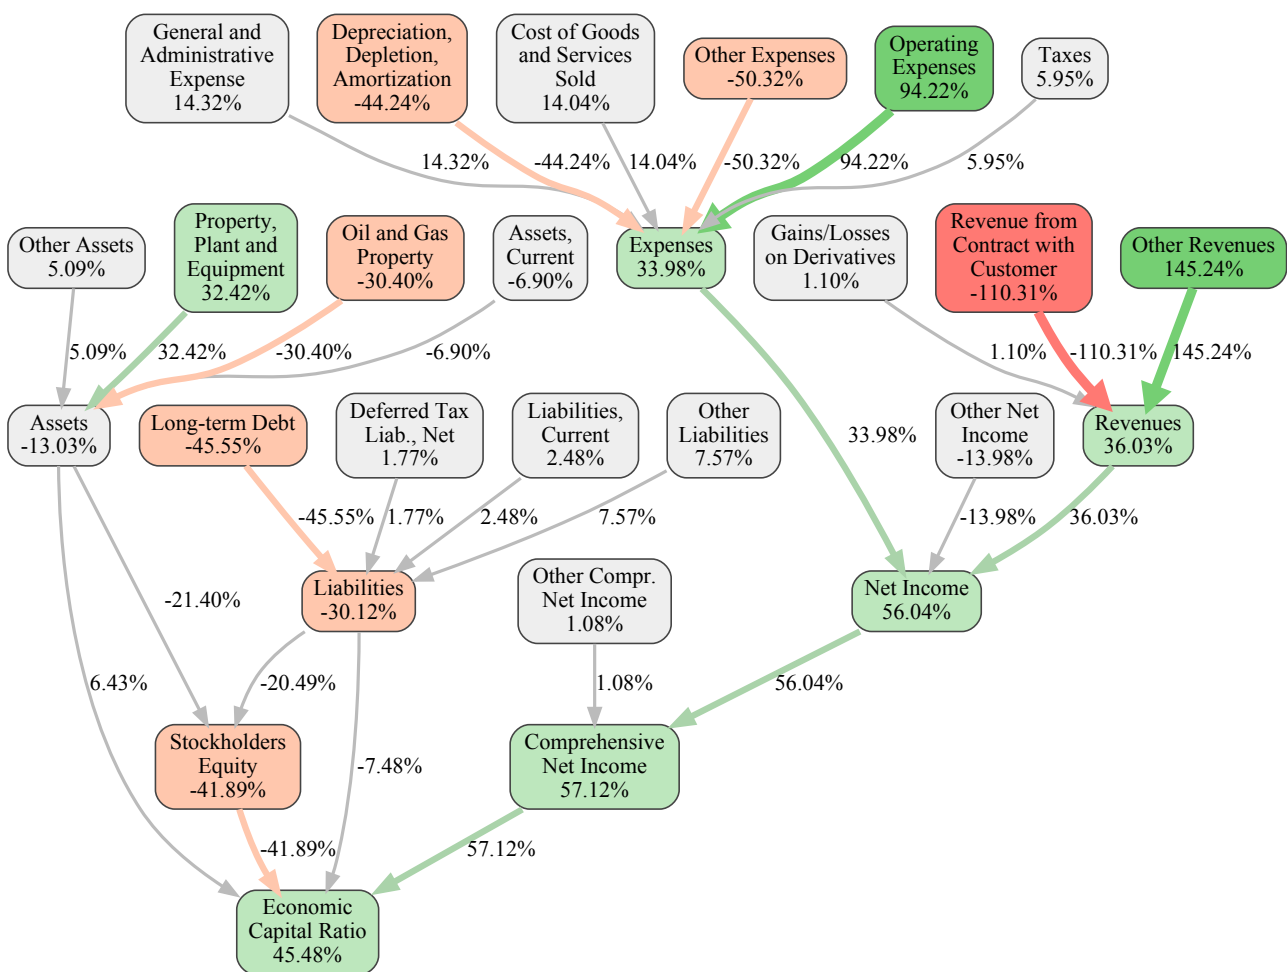 General and
Administrative
Expense
14.32%
Depreciation,
Depletion,
Amortization
-44.24%
Cost of Goods
and Services
Sold
14.04%
Other Expenses
-50.32%
Operating
Expenses
94.22%
Taxes
5.95%
14.32%
-44.24%
14.04%
-50.32%
94.22%
5.95%
Other Assets
5.09%
Property,
Plant and
Equipment
32.42%
Oil and Gas
Property
-30.40%
Assets,
Current
-6.90%
Expenses
33.98%
Gains/Losses
on Derivatives
1.10%
Revenue from
Contract with
Customer
-110.31%
Other Revenues
145.24%
5.09%
32.42%
-30.40%
-6.90%
1.10%
-110.31%
145.24%
Assets
-13.03%
Long-term Debt
-45.55%
Deferred Tax
Liab., Net
1.77%
Liabilities,
Current
2.48%
Other
Liabilities
7.57%
33.98%
Other Net
Income
-13.98%
Revenues
36.03%
-45.55%
1.77%
2.48%
7.57%
-13.98%
36.03%
-21.40%
Liabilities
-30.12%
Other Compr.
Net Income
1.08%
Net Income
56.04%
6.43%
-20.49%
1.08%
56.04%
Stockholders
Equity
-41.89%
-7.48%
Comprehensive
Net Income
57.12%
-41.89%
57.12%
Economic
Capital Ratio
45.48%